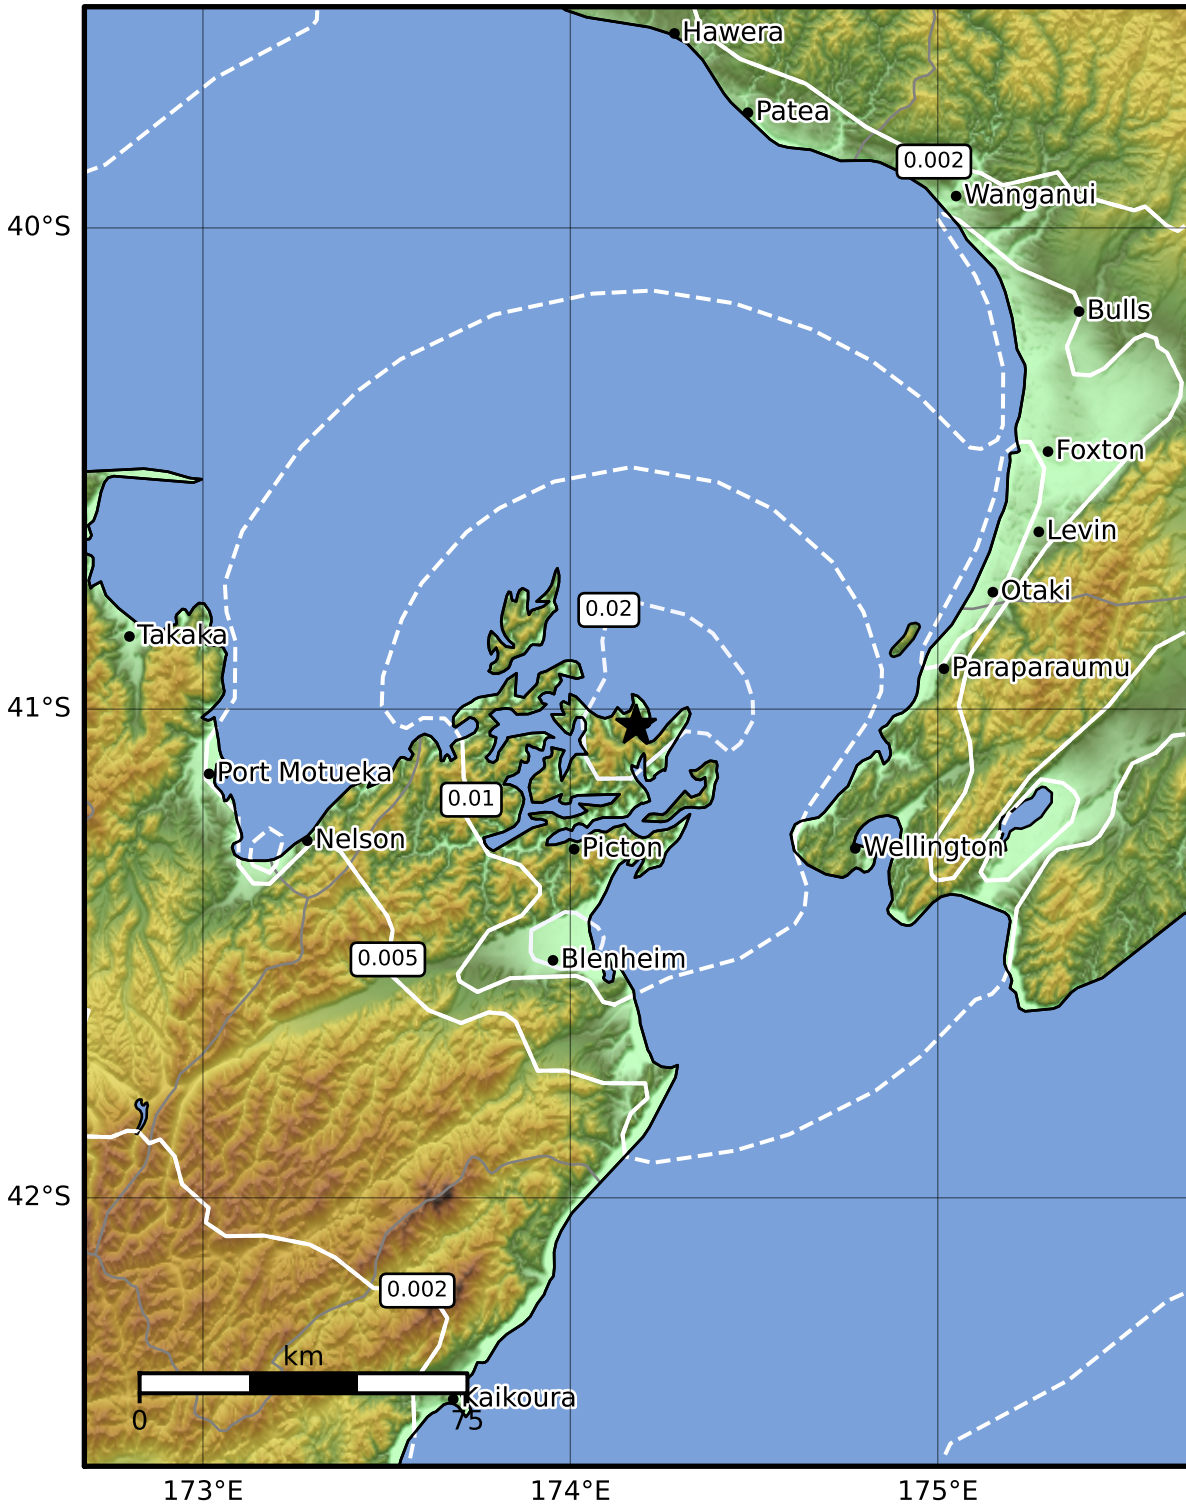 Hawera
Patea
0.002
Wanganui
40°S
Bulls
Foxton
Levin
Otaki
0.02
Takaka
Paraparaumu
41°S
Port Motueka
0.01
Nelson
Picton
Wellington
0.005
Blenheim
42°S
0.002
km
Kaikoura
0
75
173°E
174°E
175°E